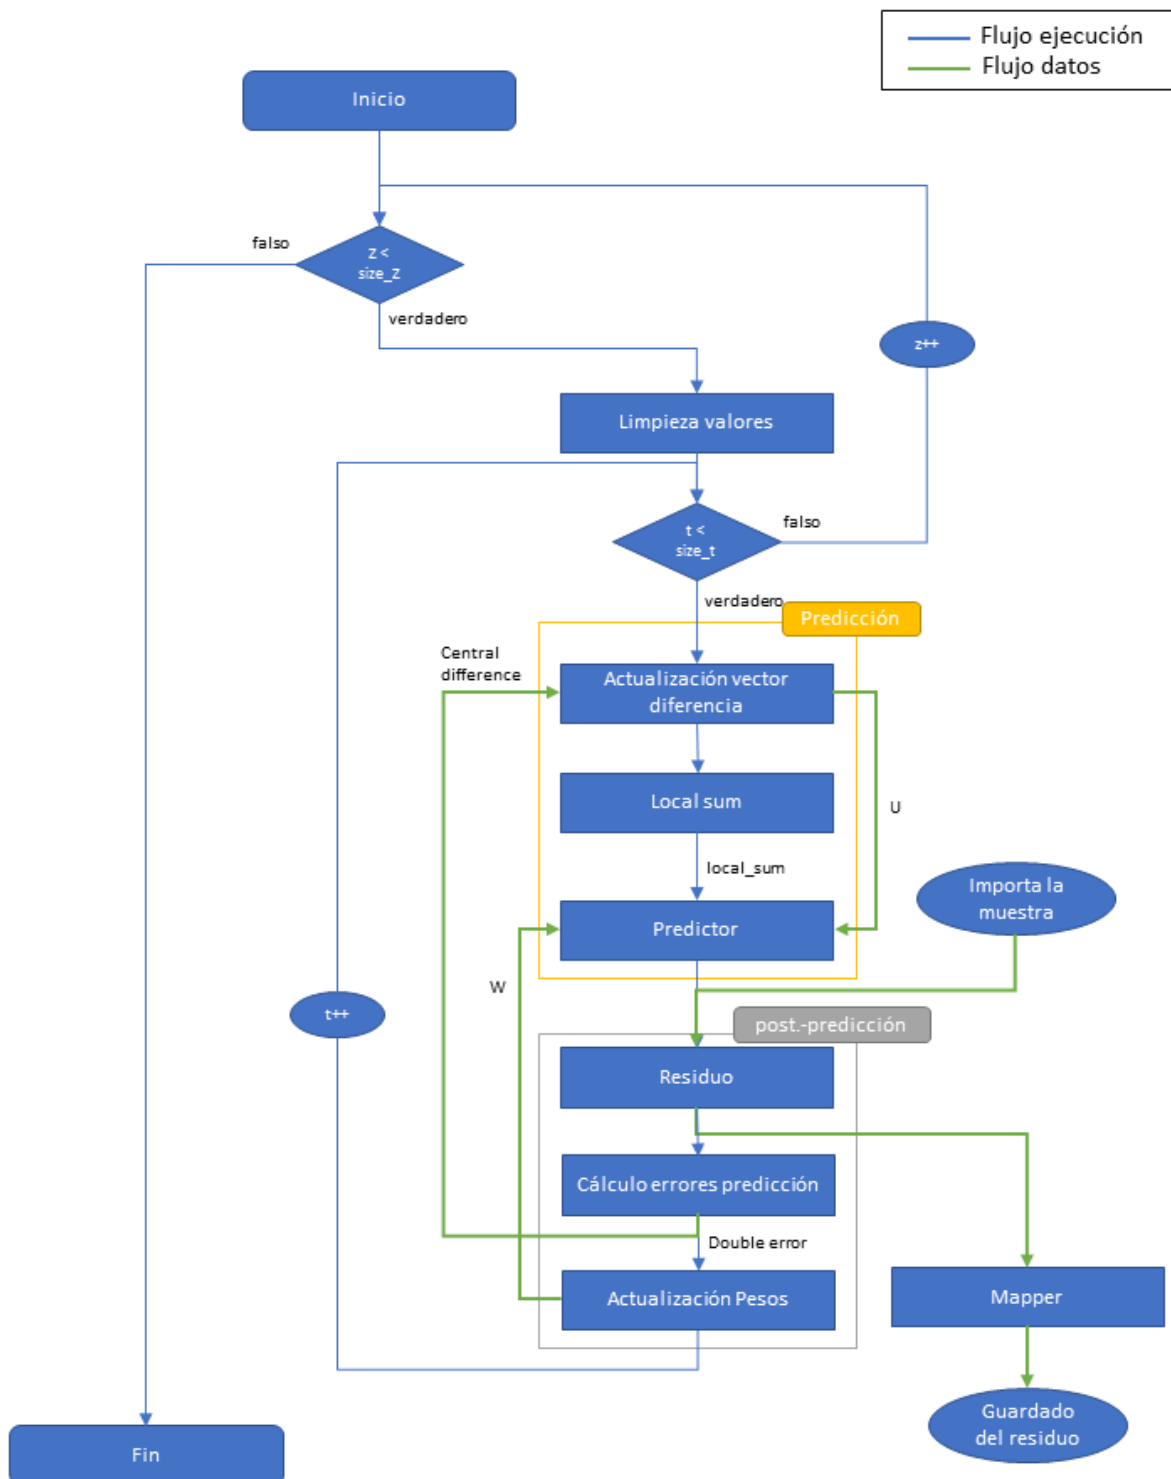 Flujo ejecución
Flujo datos
Inicio
falso
z <
size_z
verdadero
z++
Limpieza valores
t <
size_t
falso
verdadero
Predicción
Central
difference
Actualización vector
diferencia
Local sum
U
local_sum
Importa la
muestra
Predictor
W
t++
post.-predicción
Residuo
Cálculo errores predicción
Double error
Actualización Pesos
Mapper
Guardado
del residuo
Fin